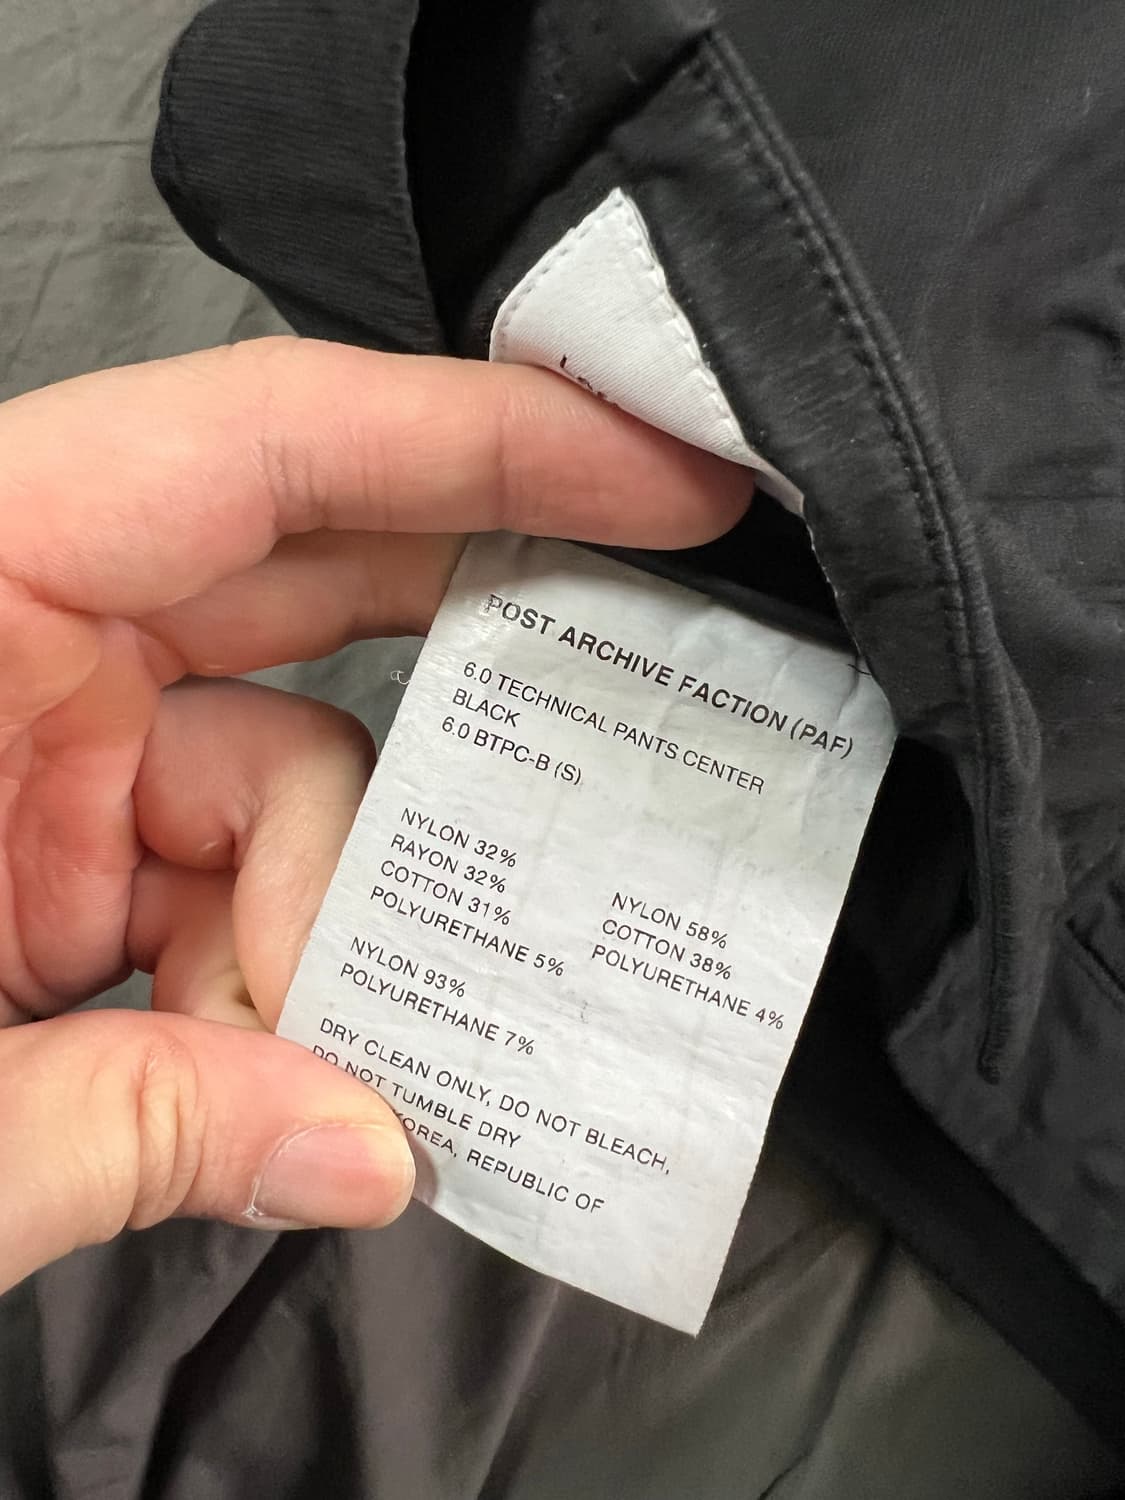 POST ARCHIVE FACTION (PAF)
6.0 TECHNICAL PANTS CENTER
BLACK
6.0 BTPC-B (S)
NYLON 32%
RAYON 32%
COTTON 31%
POLYURETHANE 5%
NYLON 58%
COTTON 38%
POLYURETHANE 4%
NYLON 93%
POLYURETHANE 7%
DRY CLEAN ONLY, DO NOT BLEACH,
DO NOT TUMBLE DRY
KOREA, REPUBLIC OF